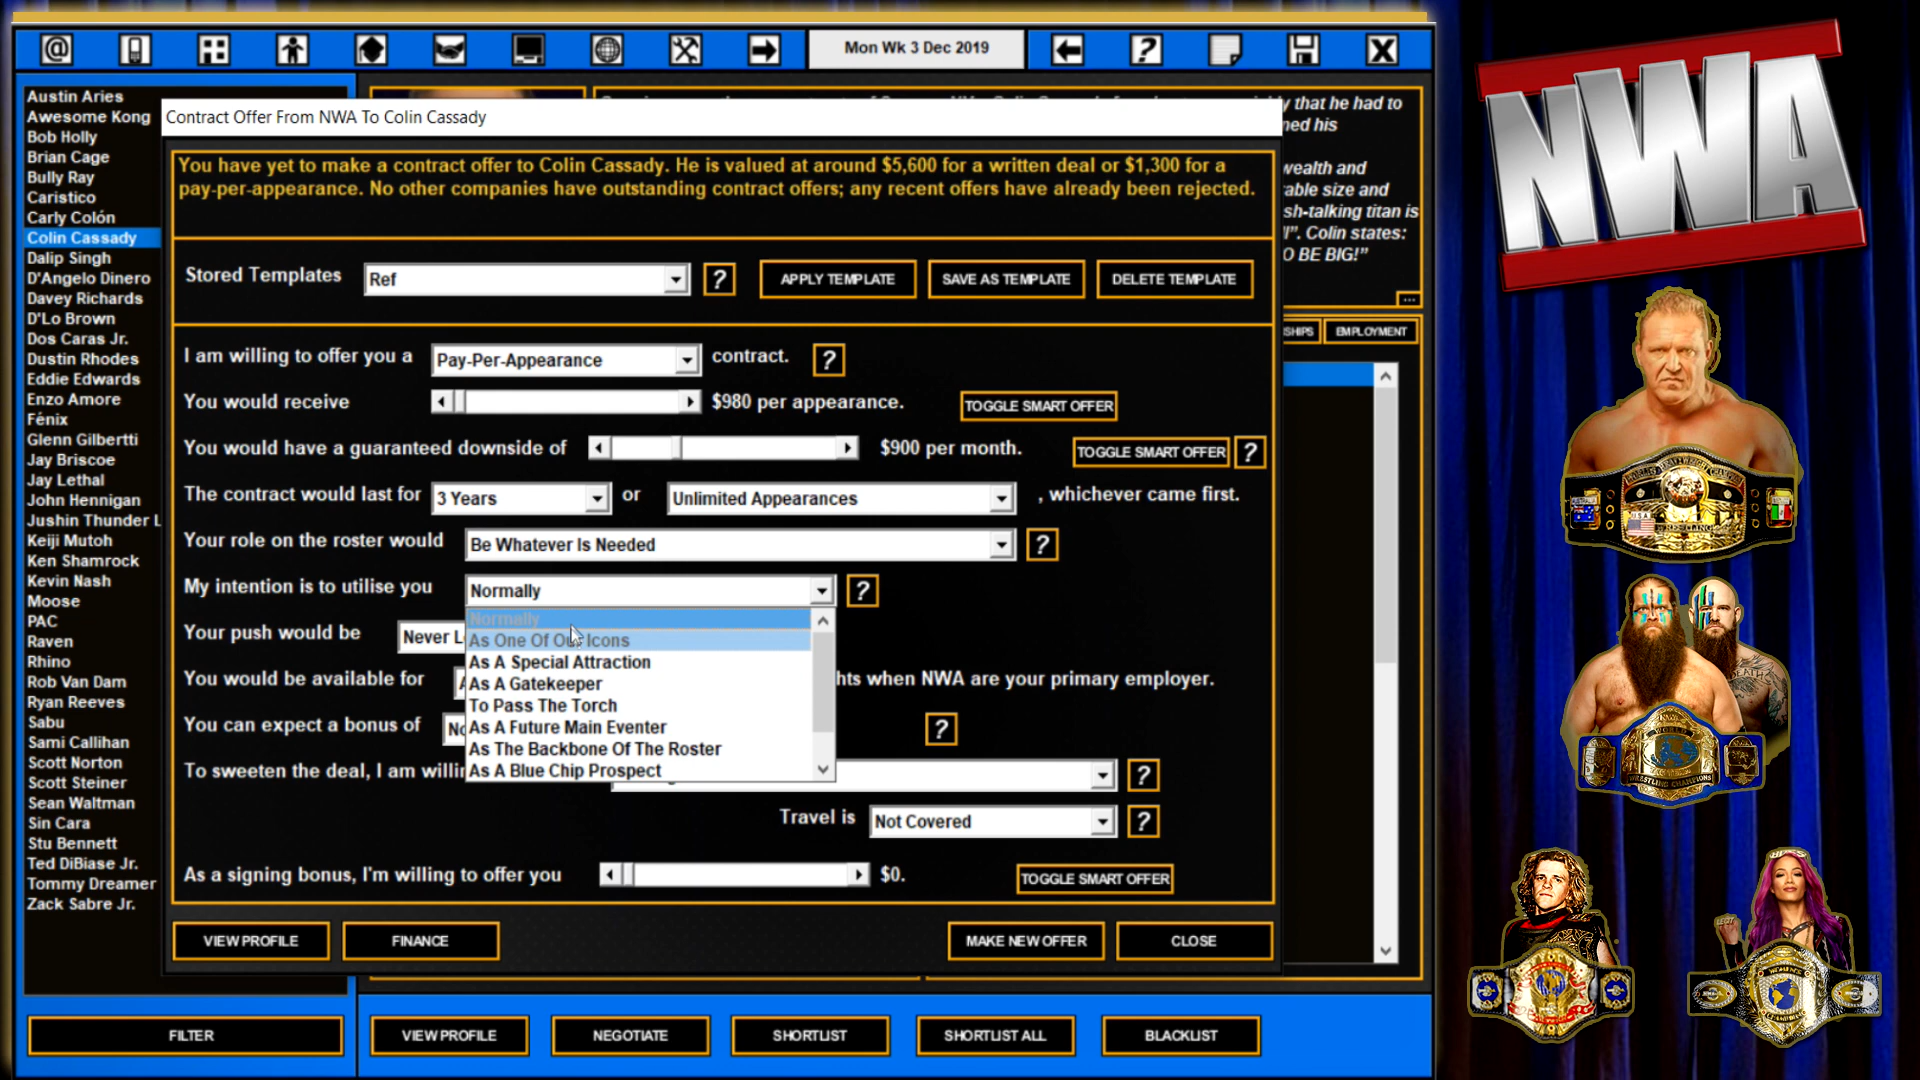 Mon Wk 3 Dec 2019
Austin Aries
Awesome Kong
Bob Holly
Brian Cage
Bully Ray
Caristico
Carly Colón
Colin Cassady
Dalip Singh
D'Angelo Dinero
Davey Richards
D'Lo Brown
Dos Caras Jr.
Dustin Rhodes
Eddie Edwards
Enzo Amore
Fénix
Glenn Gilbertti
Jay Briscoe
Jay Lethal
John Hennigan
Jushin Thunder L
Keiji Mutoh
Ken Shamrock
Kevin Nash
Moose
PAC
Raven
Rhino
Rob Van Dam
Ryan Reeves
Sabu
Sami Callihan
Scott Norton
Scott Steiner
Sean Waltman
Sin Cara
Stu Bennett
Ted DiBiase Jr.
Tommy Dreamer
Zack Sabre Jr.
FILTER
y that he had to
ned his
wealth and
able size and
sh-talking titan is
". Colin states:
O BE BIG!"
...
SHIPS
EMPLOYMENT
Contract Offer From NWA To Colin Cassady
You have yet to make a contract offer to Colin Cassady. He is valued at around $5,600 for a written deal or $1,300 for a
pay-per-appearance. No other companies have outstanding contract offers; any recent offers have already been rejected.
Stored Templates Ref ? APPLY TEMPLATE SAVE AS TEMPLATE DELETE TEMPLATE
I am willing to offer you a Pay-Per-Appearance contract. ?
You would receive $980 per appearance. TOGGLE SMART OFFER
You would have a guaranteed downside of $900 per month. TOGGLE SMART OFFER ?
The contract would last for 3 Years or Unlimited Appearances , whichever came first.
Your role on the roster would Be Whatever Is Needed ?
My intention is to utilise you Normally ?
Normally
As One Of Our Icons
As A Special Attraction
As A Gatekeeper
To Pass The Torch
As A Future Main Eventer
As The Backbone Of The Roster
As A Blue Chip Prospect
Your push would be Never L
You would be available for hts when NWA are your primary employer.
You can expect a bonus of No ?
To sweeten the deal, I am willin ?
Travel is Not Covered ?
As a signing bonus, I'm willing to offer you $0. TOGGLE SMART OFFER
VIEW PROFILE FINANCE MAKE NEW OFFER CLOSE
VIEW PROFILE NEGOTIATE SHORTLIST SHORTLIST ALL BLACKLIST
NWA